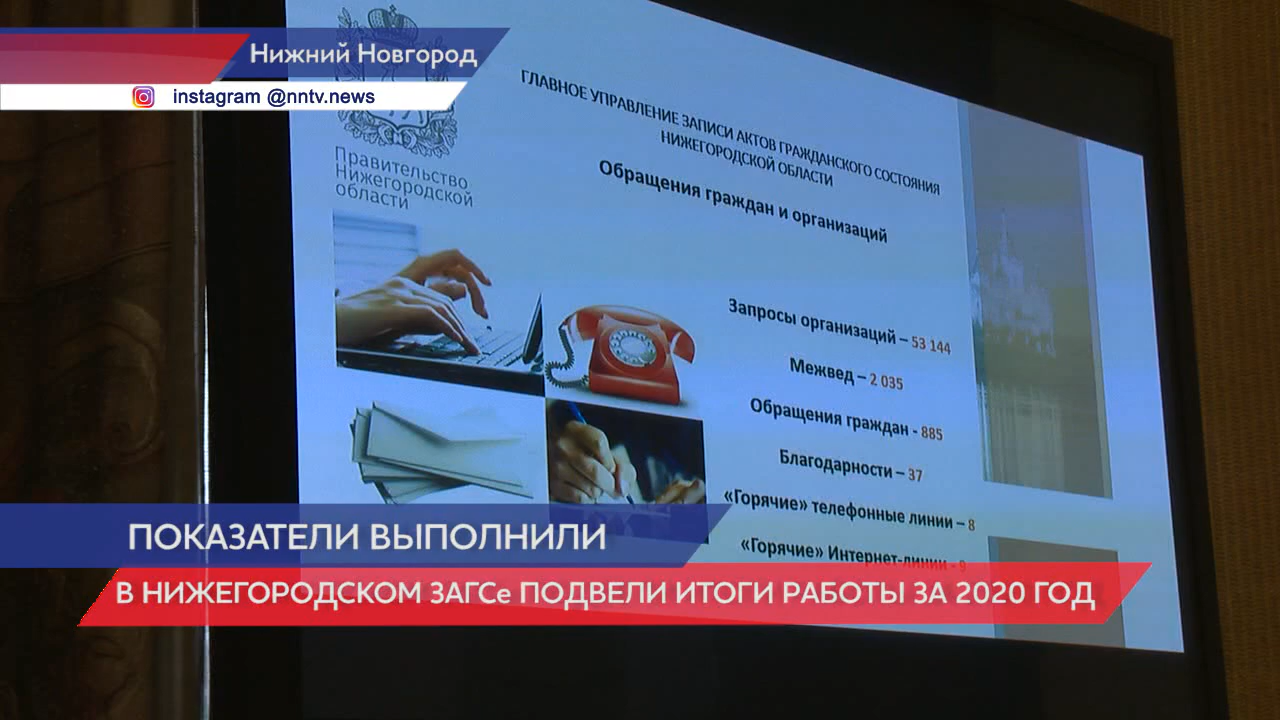 Нижний Новгород
instagram @nntv.news
Правительство
Нижегородской
области
ГЛАВНОЕ УПРАВЛЕНИЕ ЗАПИСИ АКТОВ ГРАЖДАНСКОГО СОСТОЯНИЯ
НИЖЕГОРОДСКОЙ ОБЛАСТИ
Обращения граждан и организаций
Запросы организаций – 53 144
Межвед – 2 035
Обращения граждан - 885
Благодарности – 37
«Горячие» телефонные линии – 8
«Горячие» Интернет-линии - 9
ПОКАЗАТЕЛИ ВЫПОЛНИЛИ
В НИЖЕГОРОДСКОМ ЗАГСе ПОДВЕЛИ ИТОГИ РАБОТЫ ЗА 2020 ГОД